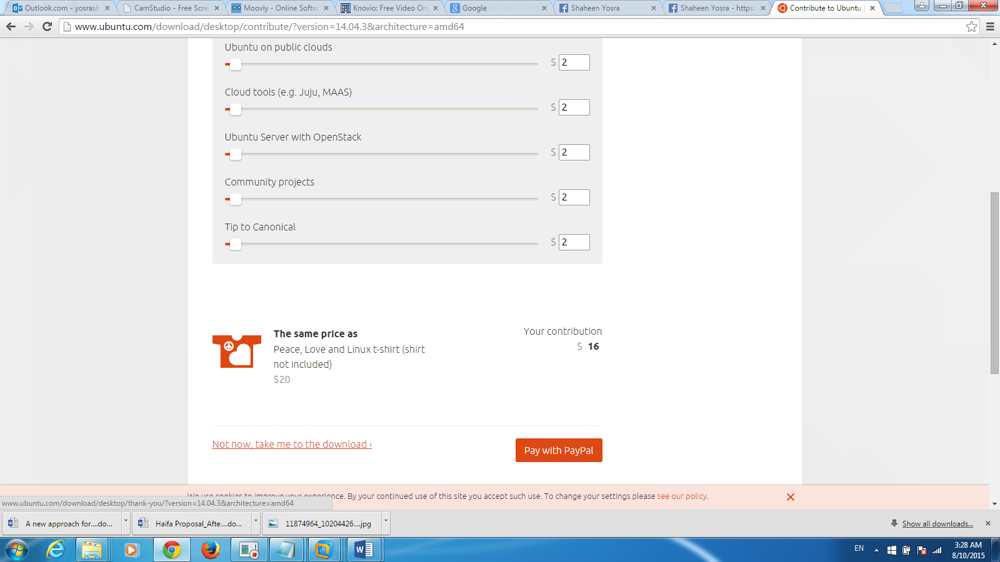 Outlook.com - yosrash
CamStudio - Free Scre
Moovly - Online Softw
Knovio: Free Video Onl
Google
Shaheen Yosra
Shaheen Yosra - https:
Contribute to Ubuntu |
www.ubuntu.com/download/desktop/contribute/?version=14.04.3&architecture=amd64
Ubuntu on public clouds
$ 2
Cloud tools (e.g. Juju, MAAS)
$ 2
Ubuntu Server with OpenStack
$ 2
Community projects
$ 2
Tip to Canonical
$ 2
The same price as
Peace, Love and Linux t-shirt (shirt
not included)
$20
Your contribution
$ 16
Not now, take me to the download ›
Pay with PayPal
We use cookies to improve your experience. By your continued use of this site you accept such use. To change your settings please see our policy.
www.ubuntu.com/download/desktop/thank-you/?version=14.04.3&architecture=amd64
A new approach for....do...
Haifa Proposal_Afte....do...
11874964_10204426....jpg
Show all downloads...
EN
3:28 AM
8/10/2015